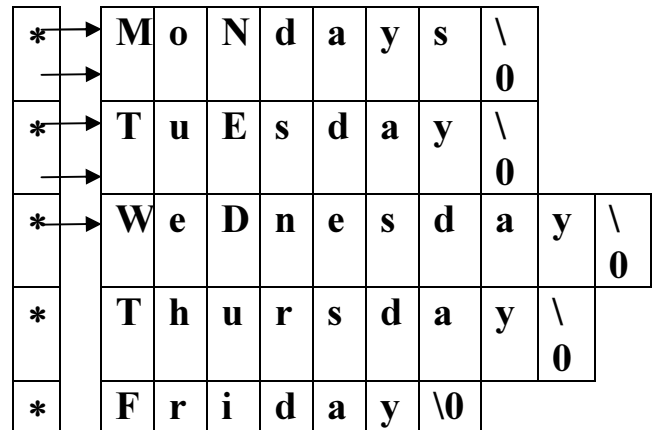 * M o N d a y s \0
* T u E s d a y \0
* W e D n e s d a y \0
* T h u r s d a y \0
* F r i d a y \0